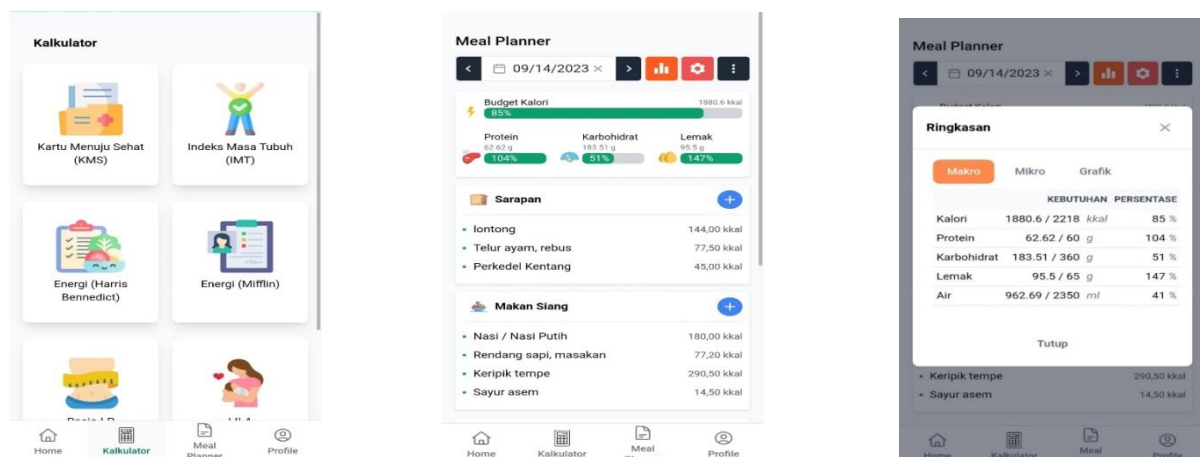 Kalkulator
Kartu Menuju Sehat
(KMS)
Indeks Masa Tubuh
(IMT)
Energi (Harris
Bennedict)
Energi (Mifflin)
Home
Kalkulator
Meal
Planner
Profile
Meal Planner
09/14/2023
Budget Kalori
1880.6 kkal
85%
Protein
Karbohidrat
Lemak
62.62 g
183.51 g
95.5 g
104%
51%
147%
Sarapan
lontong
144,00 kkal
Telur ayam, rebus
77,50 kkal
Perkedel Kentang
45,00 kkal
Makan Siang
Nasi / Nasi Putih
180,00 kkal
Rendang sapi, masakan
77,20 kkal
Keripik tempe
290,50 kkal
Sayur asem
14,50 kkal
Home
Kalkulator
Meal
Profile
Meal Planner
09/14/2023
Ringkasan
Makro Mikro Grafik
KEBUTUHAN PERSENTASE
Kalori 1880.6 / 2218 kkal 85 %
Protein 62.62 / 60 g 104 %
Karbohidrat 183.51 / 360 g 51 %
Lemak 95.5 / 65 g 147 %
Air 962.69 / 2350 ml 41 %
Tutup
Keripik tempe 290,50 kkal
Sayur asem 14,50 kkal
Home
Kalkulator
Meal
Profile